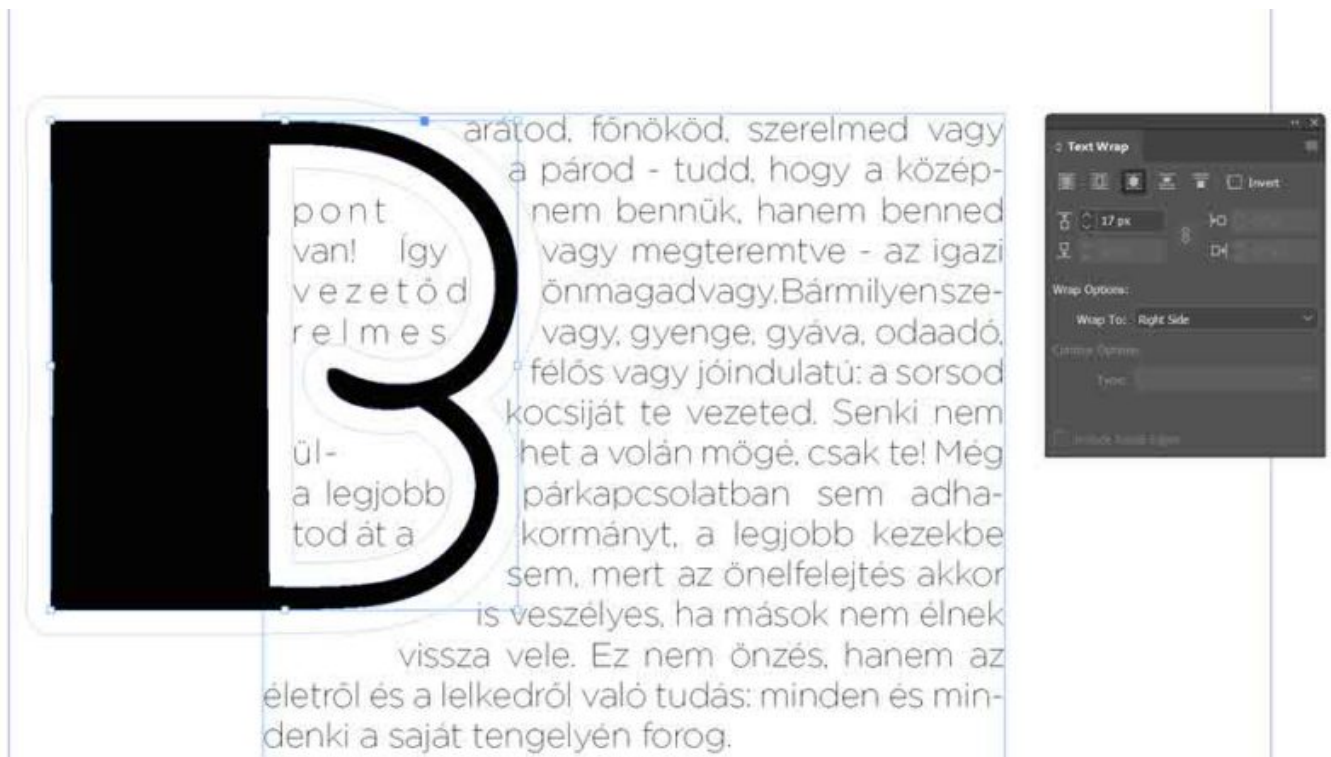 B
arátod, főnököd, szerelmed vagy
a párod - tudd, hogy a közép-
pont nem bennük, hanem benned
van! Így vagy megteremtve - az igazi
vezetőd önmagadvagy.Bármilyensze-
relmes vagy, gyenge, gyáva, odaadó,
félős vagy jóindulatú: a sorsod
kocsiját te vezeted. Senki nem
ül- het a volán mögé, csak te! Még
a legjobb párkapcsolatban sem adha-
tod át a kormányt, a legjobb kezekbe
sem, mert az önelfelejtés akkor
is veszélyes, ha mások nem élnek
vissza vele. Ez nem önzés, hanem az
életről és a lelkedről való tudás: minden és min-
denki a saját tengelyén forog.
Text Wrap
Invert
17 px
Wrap Options:
Wrap To: Right Side
Contour Options:
Type: